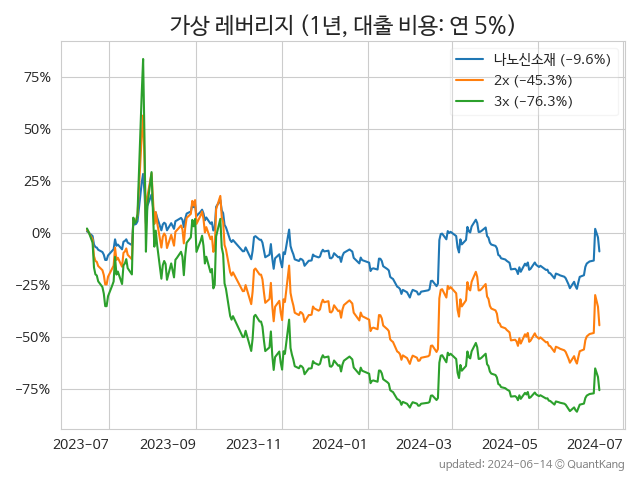 가상 레버리지 (1년, 대출 비용: 연 5%)
나노신소재 (−9.6%)
2x (−45.3%)
3x (−76.3%)
75%
50%
25%
0%
−25%
−50%
−75%
2023-07 2023-09 2023-11 2024-01 2024-03 2024-05 2024-07
updated: 2024-06-14 © QuantKang